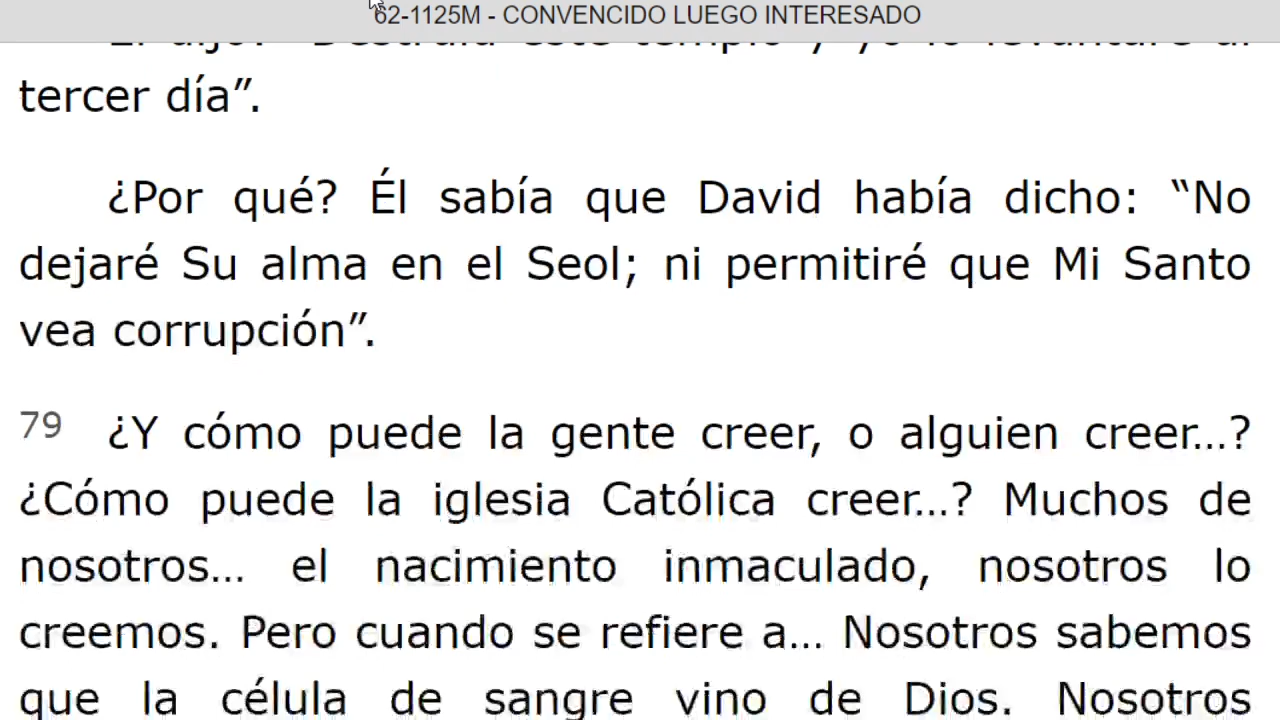 62-1125M - CONVENCIDO LUEGO INTERESADO
tercer día”.
¿Por qué? Él sabía que David había dicho: “No
dejaré Su alma en el Seol; ni permitiré que Mi Santo
vea corrupción”.
79 ¿Y cómo puede la gente creer, o alguien creer…?
¿Cómo puede la iglesia Católica creer…? Muchos de
nosotros… el nacimiento inmaculado, nosotros lo
creemos. Pero cuando se refiere a… Nosotros sabemos
que la célula de sangre vino de Dios. Nosotros